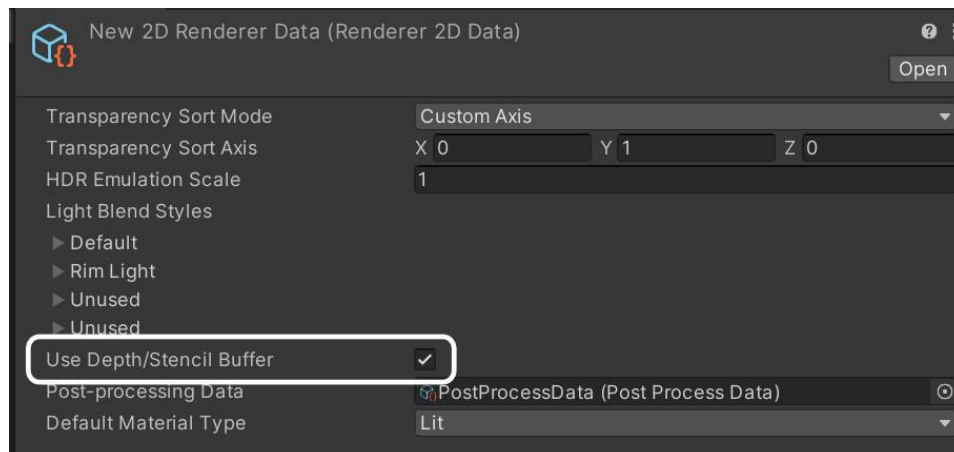 New 2D Renderer Data (Renderer 2D Data)
Open
Transparency Sort Mode Custom Axis
Transparency Sort Axis X 0 Y 1 Z 0
HDR Emulation Scale 1
Light Blend Styles
Default
Rim Light
Unused
Unused
Use Depth/Stencil Buffer
Post-processing Data PostProcessData (Post Process Data)
Default Material Type Lit